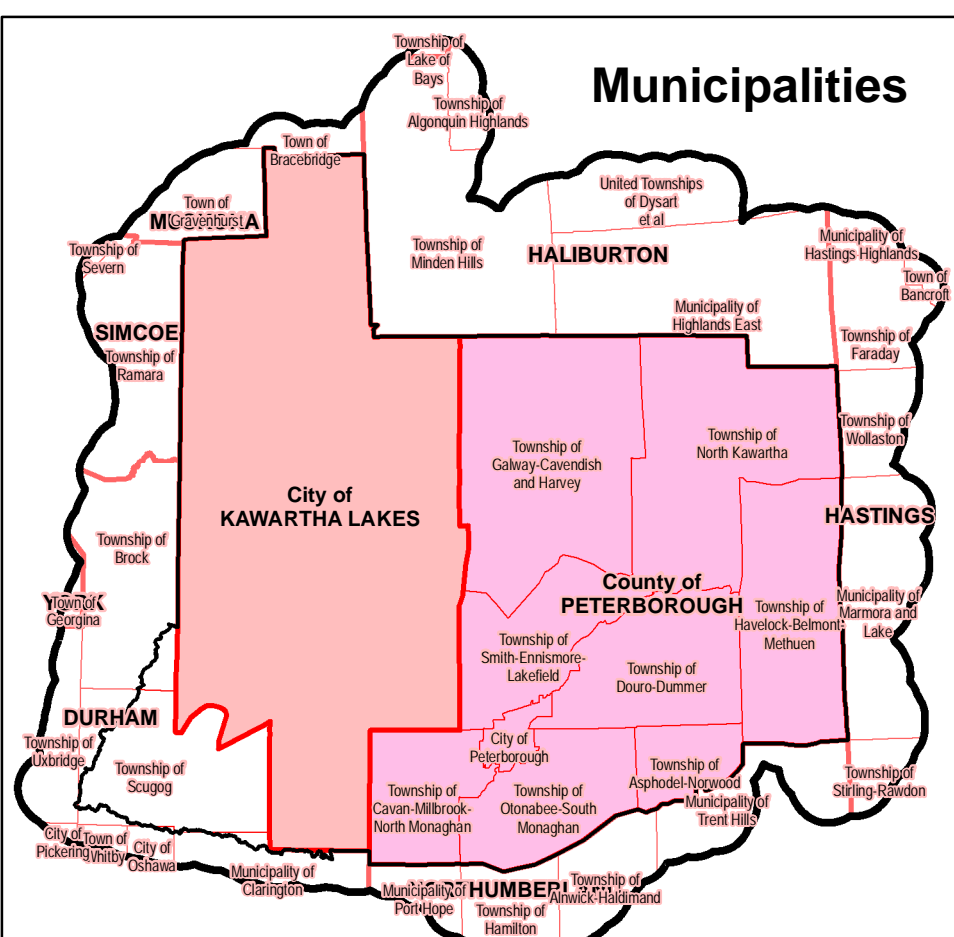 Municipalities
Township of
Lake of
Bays
Township of
Algonquin Highlands
Town of
Bracebridge
United Townships
of Dysart
et al
Town of
Gravenhurst
MUSKOKA
Township of
Severn
Township of
Minden Hills
HALIBURTON
Municipality of
Hastings Highlands
Town of
Bancroft
SIMCOE
Township of
Ramara
Municipality of
Highlands East
Township of
Faraday
Township of
Galway-Cavendish
and Harvey
Township of
North Kawartha
Township of
Wollaston
City of
KAWARTHA LAKES
HASTINGS
Township of
Brock
YORK
Town of
Georgina
County of
PETERBOROUGH
Township of
Havelock-Belmont-
Methuen
Municipality of
Marmora and
Lake
Township of
Smith-Ennismore-
Lakefield
Township of
Douro-Dummer
DURHAM
Township of
Uxbridge
Township of
Scugog
City of
Peterborough
Township of
Cavan-Millbrook-
North Monaghan
Township of
Otonabee-South
Monaghan
Township of
Asphodel-Norwood
Municipality of
Trent Hills
Township of
Stirling-Rawdon
City of
Pickering
Town of
Whitby
City of
Oshawa
Municipality of
Clarington
Municipality of
Port Hope
NORTHUMBERLAND
Township of
Hamilton
Township of
Alnwick-Haldimand